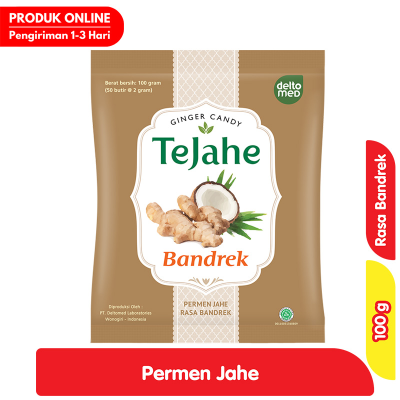 PRODUK ONLINE
Pengiriman 1-3 Hari
Berat bersih: 100 gram
(50 butir @ 2 gram)
delto
med
GINGER CANDY
TeJahe
Bandrek
PERMEN JAHE
RASA BANDREK
Diproduksi Oleh :
PT. Deltomed Laboratories
Wonogiri - Indonesia
Rasa Bandrek
100 g
Permen Jahe